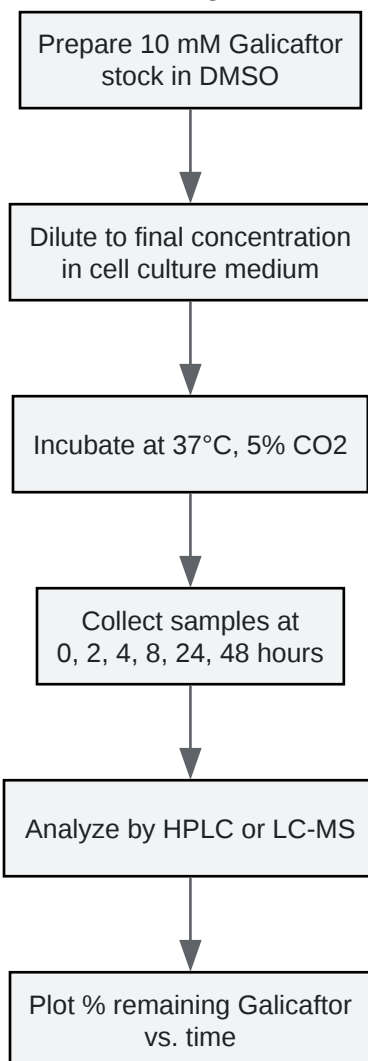 Prepare 10 mM Galicaftor
stock in DMSO
Dilute to final concentration
in cell culture medium
Incubate at 37°C, 5% CO2
Collect samples at
0, 2, 4, 8, 24, 48 hours
Analyze by HPLC or LC-MS
Plot % remaining Galicaftor
vs. time